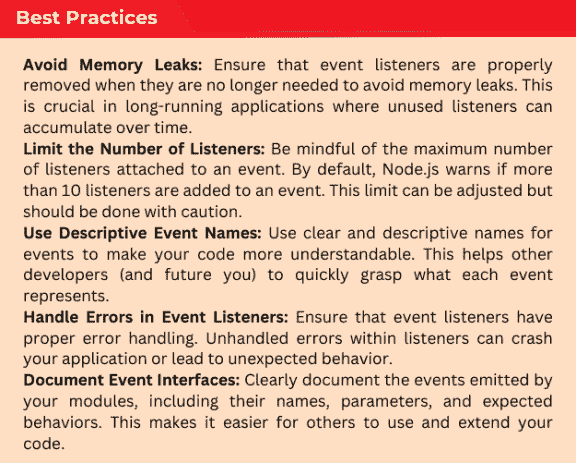 Best Practices
Avoid Memory Leaks: Ensure that event listeners are properly
removed when they are no longer needed to avoid memory leaks. This
is crucial in long-running applications where unused listeners can
accumulate over time.
Limit the Number of Listeners: Be mindful of the maximum number
of listeners attached to an event. By default, Node.js warns if more
than 10 listeners are added to an event. This limit can be adjusted but
should be done with caution.
Use Descriptive Event Names: Use clear and descriptive names for
events to make your code more understandable. This helps other
developers (and future you) to quickly grasp what each event
represents.
Handle Errors in Event Listeners: Ensure that event listeners have
proper error handling. Unhandled errors within listeners can crash
your application or lead to unexpected behavior.
Document Event Interfaces: Clearly document the events emitted by
your modules, including their names, parameters, and expected
behaviors. This makes it easier for others to use and extend your
code.